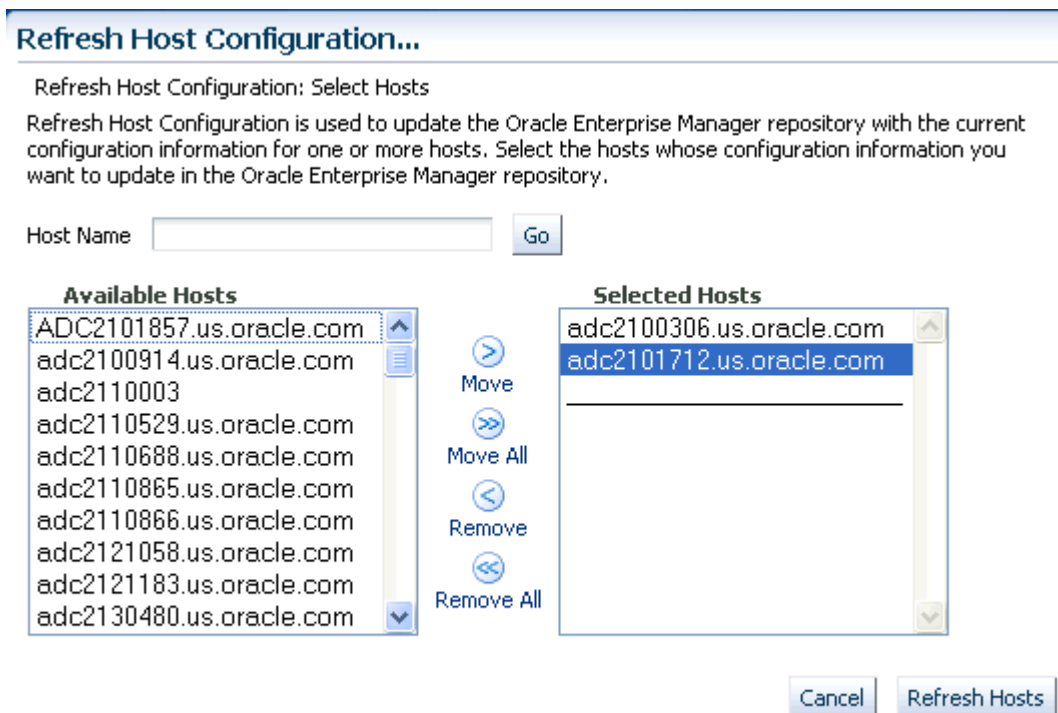 Refresh Host Configuration...
Refresh Host Configuration: Select Hosts
Refresh Host Configuration is used to update the Oracle Enterprise Manager repository with the current
configuration information for one or more hosts. Select the hosts whose configuration information you
want to update in the Oracle Enterprise Manager repository.
Host Name
Go
Available Hosts
ADC2101857.us.oracle.com
adc2100914.us.oracle.com
adc2110003
adc2110529.us.oracle.com
adc2110688.us.oracle.com
adc2110865.us.oracle.com
adc2110866.us.oracle.com
adc2121058.us.oracle.com
adc2121183.us.oracle.com
adc2130480.us.oracle.com
Move
Move All
Remove
Remove All
Selected Hosts
adc2100306.us.oracle.com
adc2101712.us.oracle.com
Cancel
Refresh Hosts